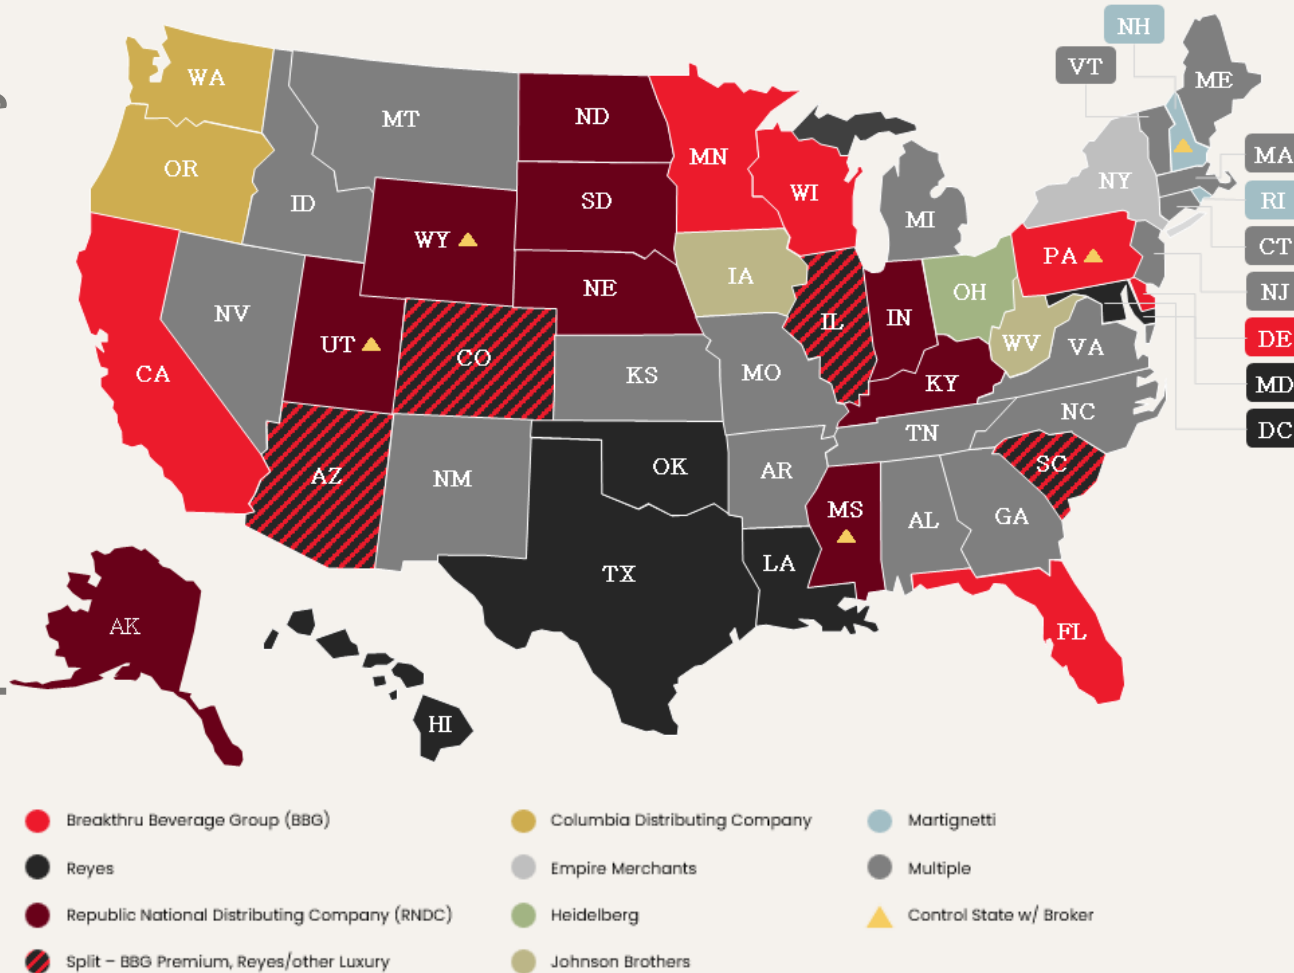 NH
VT
WA
ME
MT
ND
MA
MN
OR
NY
WI
SD
RI
ID
MI
WY
CT
PA
IA
NE
OH
NJ
NV
IL
IN
DE
UT
WV
VA
CO
CA
KS
MO
KY
MD
NC
TN
DC
SC
OK
AR
AZ
NM
MS
GA
AL
LA
TX
AK
FL
HI
Breakthru Beverage Group (BBG)
Columbia Distributing Company
Martignetti
Reyes
Empire Merchants
Multiple
Republic National Distributing Company (RNDC)
Heidelberg
Control State w/ Broker
Split – BBG Premium, Reyes/other Luxury
Johnson Brothers